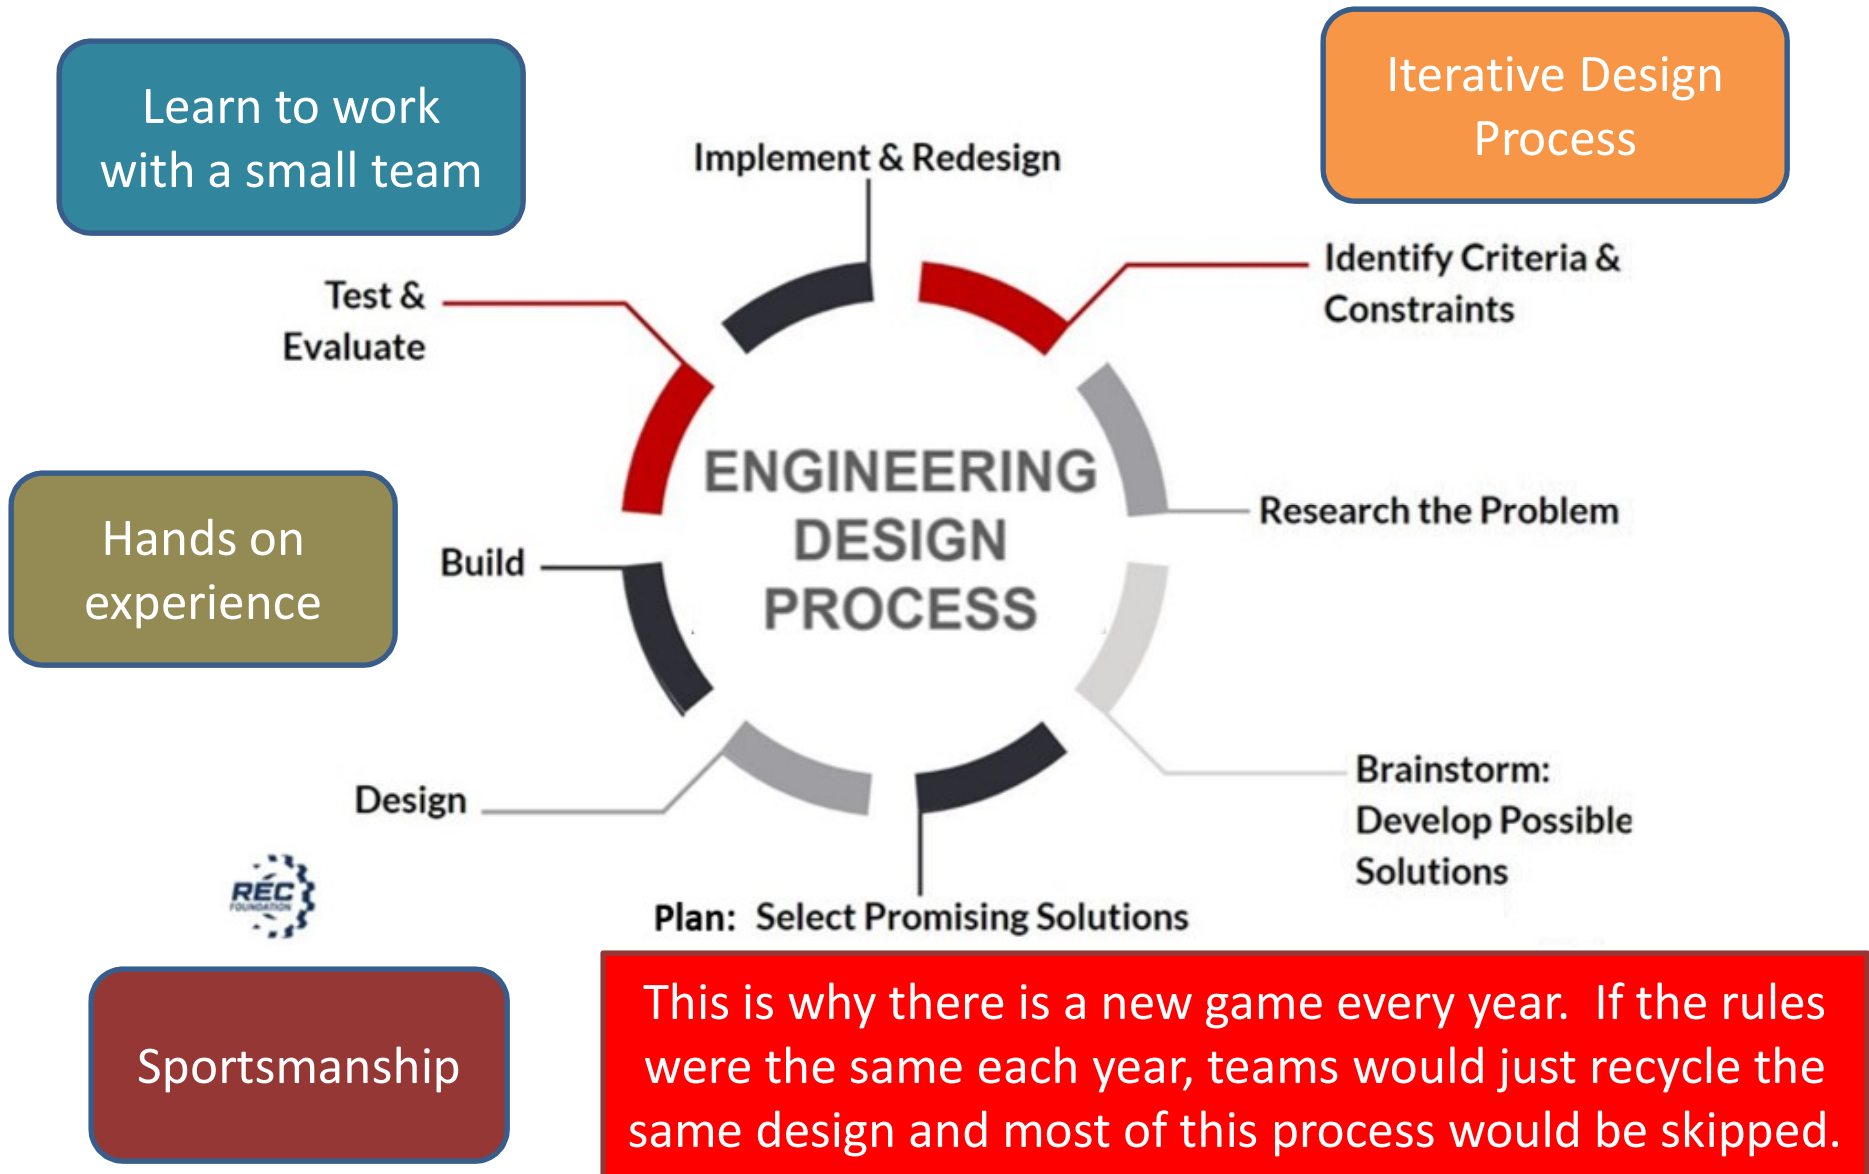 Learn to work
with a small team
Iterative Design
Process
Implement & Redesign
Identify Criteria &
Constraints
Test &
Evaluate
ENGINEERING
DESIGN
PROCESS
Research the Problem
Hands on
experience
Build
Brainstorm:
Develop Possible
Solutions
Design
REC
FOUNDATION
Plan: Select Promising Solutions
Sportsmanship
This is why there is a new game every year. If the rules
were the same each year, teams would just recycle the
same design and most of this process would be skipped.